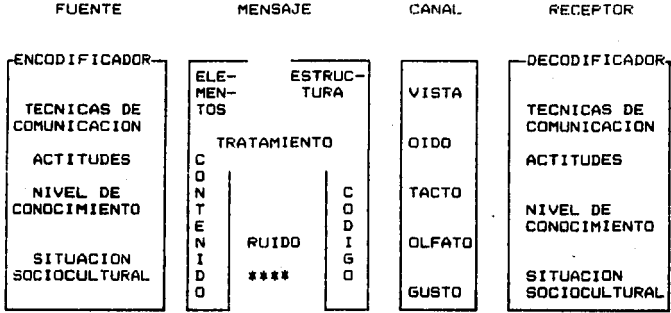 FUENTE
MENSAJE
CANAL
RECEPTOR
ENCODIFICADOR
TECNICAS DE
COMUNICACION
ACTITUDES
NIVEL DE
CONOCIMIENTO
SITUACION
SOCIOCULTURAL
ELE-
MEN-
TOS
ESTRUC-
TURA
TRATAMIENTO
CONTENIDO
RUIDO
****
CODIGO
VISTA
OIDO
TACTO
OLFATO
GUSTO
DECODIFICADOR
TECNICAS DE
COMUNICACION
ACTITUDES
NIVEL DE
CONOCIMIENTO
SITUACION
SOCIOCULTURAL